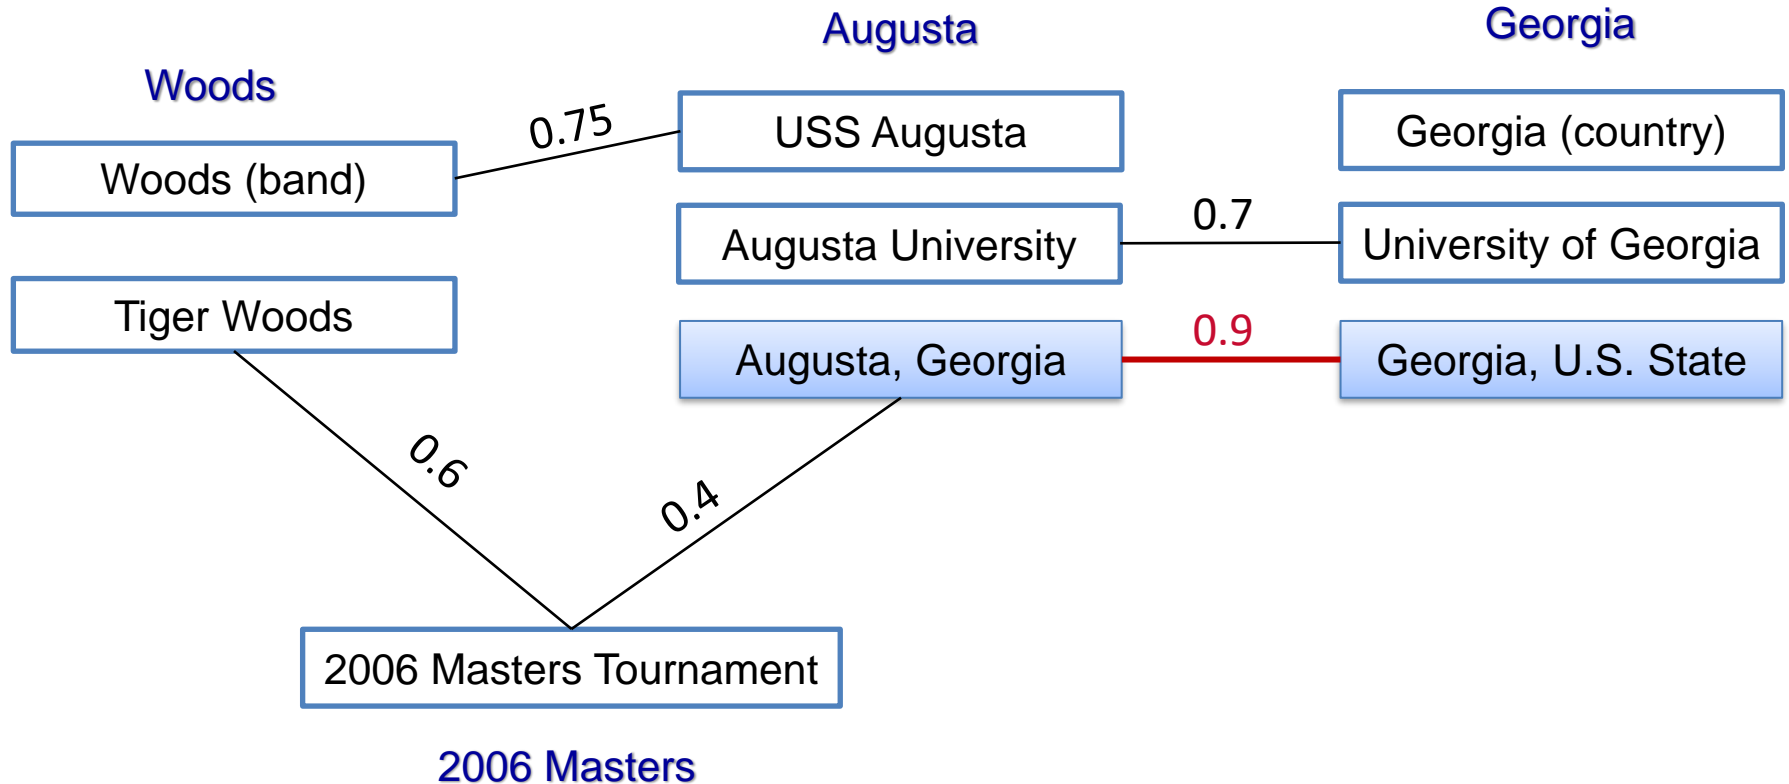 Woods
Augusta
Georgia
Woods (band)
0.75
USS Augusta
Georgia (country)
Augusta University
0.7
University of Georgia
Tiger Woods
Augusta, Georgia
0.9
Georgia, U.S. State
0.6
0.4
2006 Masters Tournament
2006 Masters